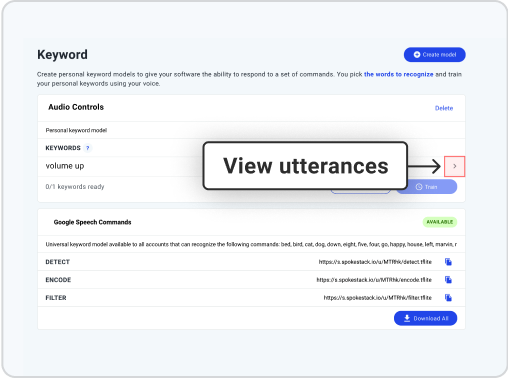 Keyword
Create model
Create personal keyword models to give your software the ability to respond to a set of commands. You pick the words to recognize and train
your personal keywords using your voice.
Audio Controls
Delete
Personal keyword model
KEYWORDS ?
volume up
View utterances
0/1 keywords ready
Train
Google Speech Commands
AVAILABLE
Universal keyword model available to all accounts that can recognize the following commands: bed, bird, cat, dog, down, eight, five, four, go, happy, house, left, marvin, r
DETECT
https://s.spokestack.io/u/MTRhk/detect.tflite
ENCODE
https://s.spokestack.io/u/MTRhk/encode.tflite
FILTER
https://s.spokestack.io/u/MTRhk/filter.tflite
Download All